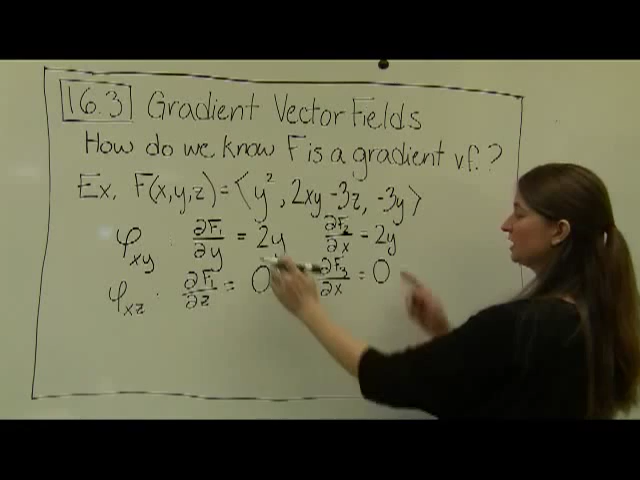 16.3 Gradient Vector Fields
How do we know F is a gradient vf.?
Ex. F(x,y,z) = ⟨y², 2xy -3z, -3y⟩
φxy : ∂F₁/∂y = 2y ∂F₂/∂x = 2y
φxz : ∂F₁/∂z = 0 ∂F₃/∂x = 0